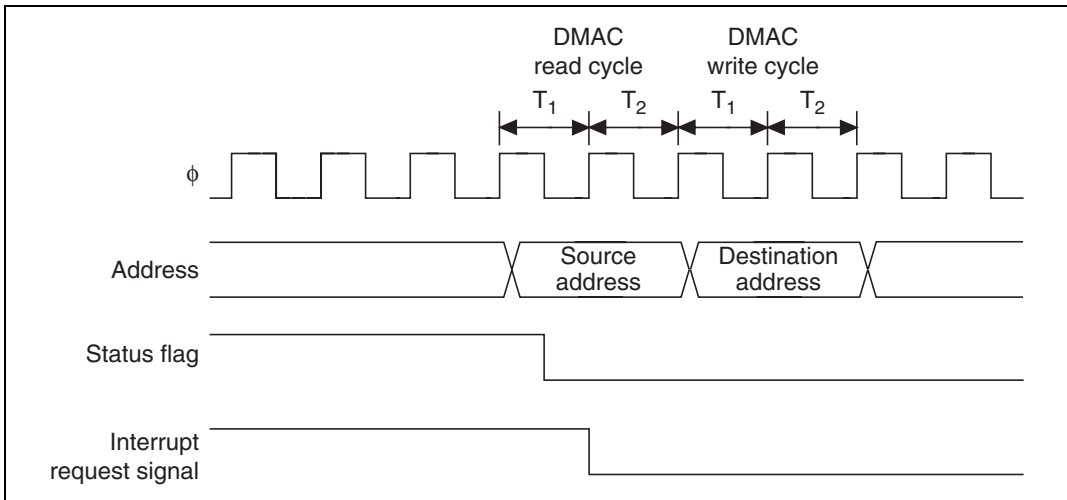 DMAC
read cycle
DMAC
write cycle
T₁
T₂
T₁
T₂
ϕ
Address
Source
address
Destination
address
Status flag
Interrupt
request signal